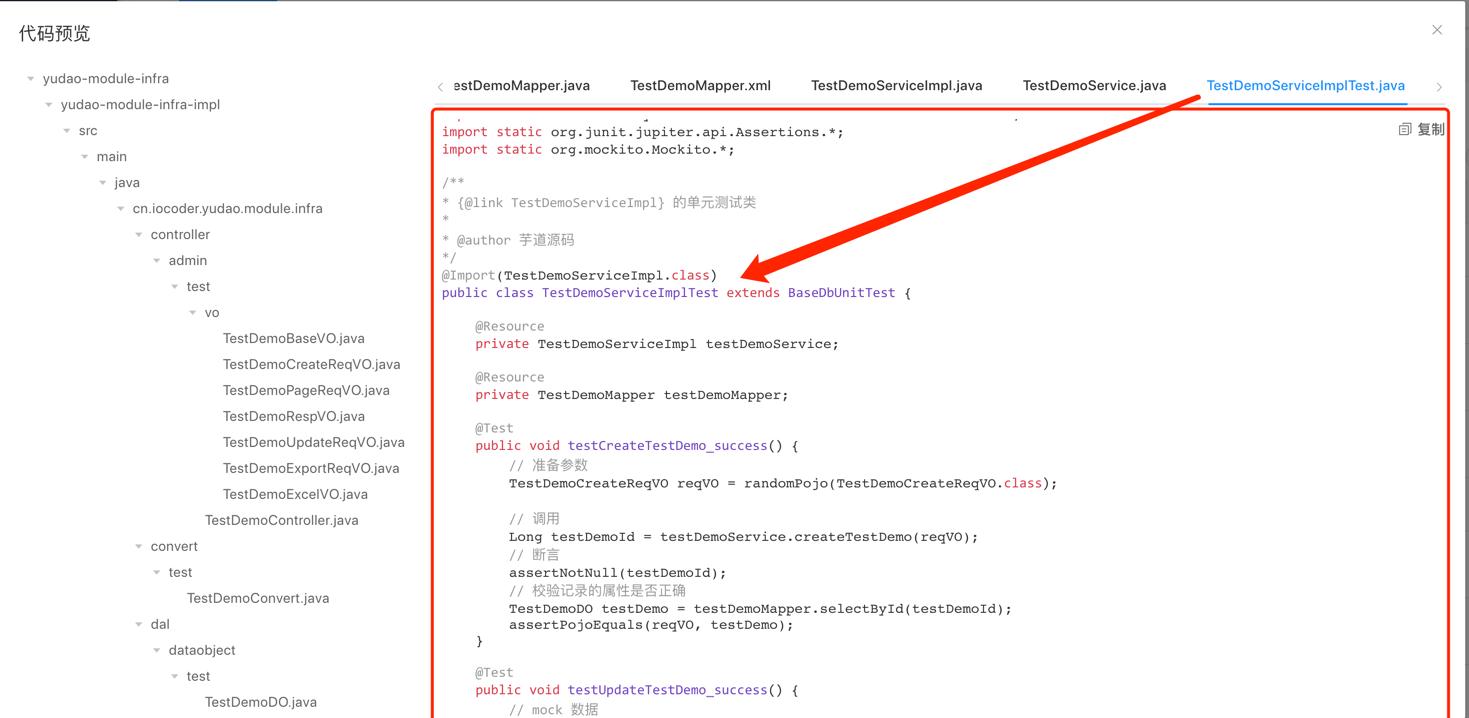 代码预览
yudao-module-infra
yudao-module-infra-impl
src
main
java
cn.iocoder.yudao.module.infra
controller
admin
test
vo
TestDemoBaseVO.java
TestDemoCreateReqVO.java
TestDemoPageReqVO.java
TestDemoRespVO.java
TestDemoUpdateReqVO.java
TestDemoExportReqVO.java
TestDemoExcelVO.java
TestDemoController.java
convert
test
TestDemoConvert.java
dal
dataobject
test
TestDemoDO.java
estDemoMapper.java TestDemoMapper.xml TestDemoServiceImpl.java TestDemoService.java TestDemoServiceImplTest.java
复制
import static org.junit.jupiter.api.Assertions.*;
import static org.mockito.Mockito.*;
/**
* {@link TestDemoServiceImpl} 的单元测试类
*
* @author 芋道源码
*/
@Import(TestDemoServiceImpl.class)
public class TestDemoServiceImplTest extends BaseDbUnitTest {
@Resource
private TestDemoServiceImpl testDemoService;
@Resource
private TestDemoMapper testDemoMapper;
@Test
public void testCreateTestDemo_success() {
// 准备参数
TestDemoCreateReqVO reqVO = randomPojo(TestDemoCreateReqVO.class);
// 调用
Long testDemoId = testDemoService.createTestDemo(reqVO);
// 断言
assertNotNull(testDemoId);
// 校验记录的属性是否正确
TestDemoDO testDemo = testDemoMapper.selectById(testDemoId);
assertPojoEquals(reqVO, testDemo);
}
@Test
public void testUpdateTestDemo_success() {
// mock 数据